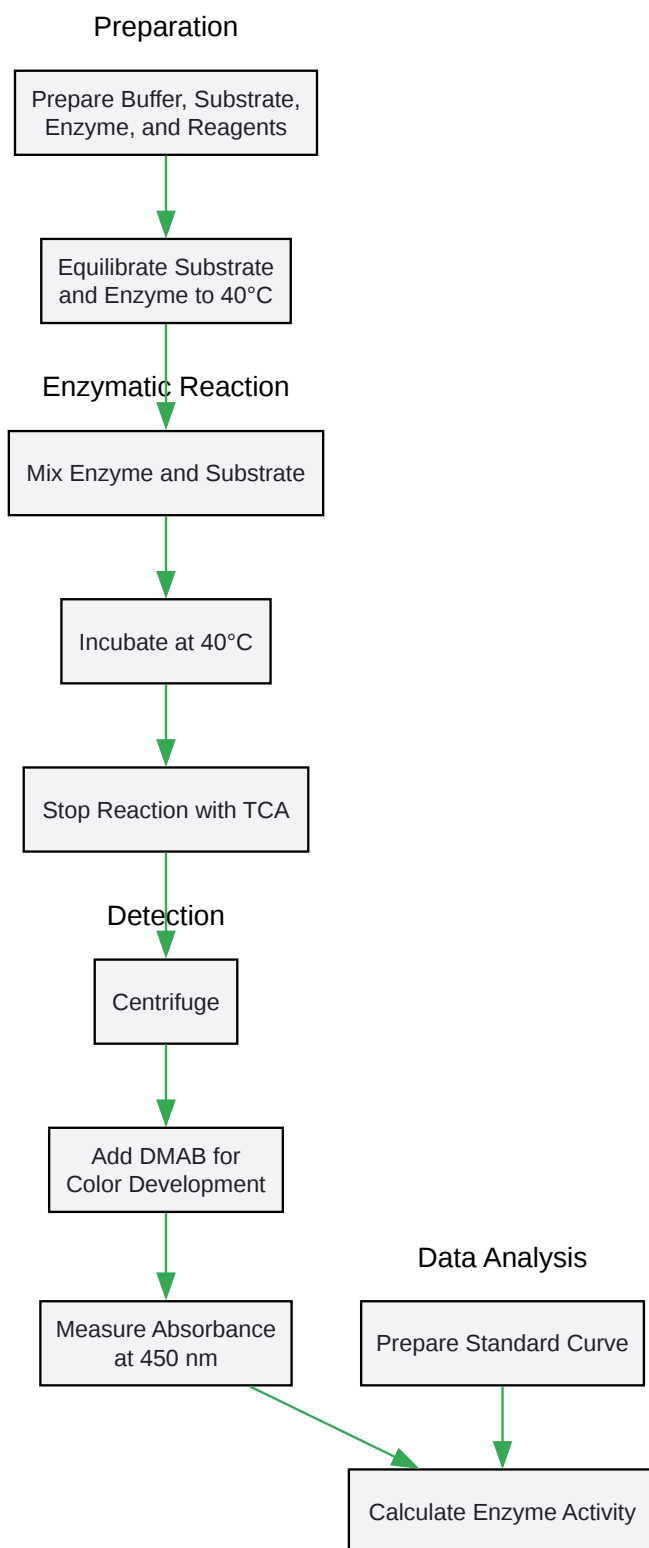 Preparation
Prepare Buffer, Substrate,
Enzyme, and Reagents
Equilibrate Substrate
and Enzyme to 40°C
Enzymatic Reaction
Mix Enzyme and Substrate
Incubate at 40°C
Stop Reaction with TCA
Detection
Centrifuge
Add DMAB for
Color Development
Measure Absorbance
at 450 nm
Data Analysis
Prepare Standard Curve
Calculate Enzyme Activity